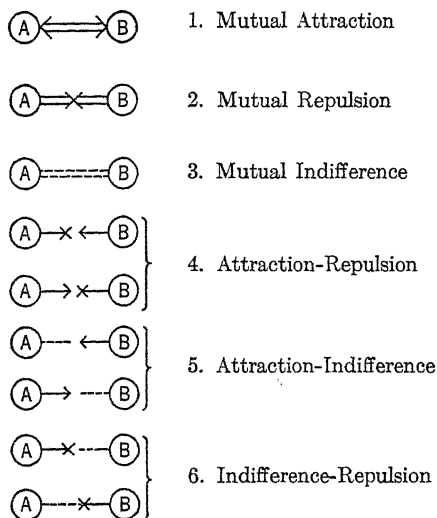 A B 1. Mutual Attraction
A B 2. Mutual Repulsion
A B 3. Mutual Indifference
A B
4. Attraction-Repulsion
A B
A B
5. Attraction-Indifference
A B
A B
6. Indifference-Repulsion
A B